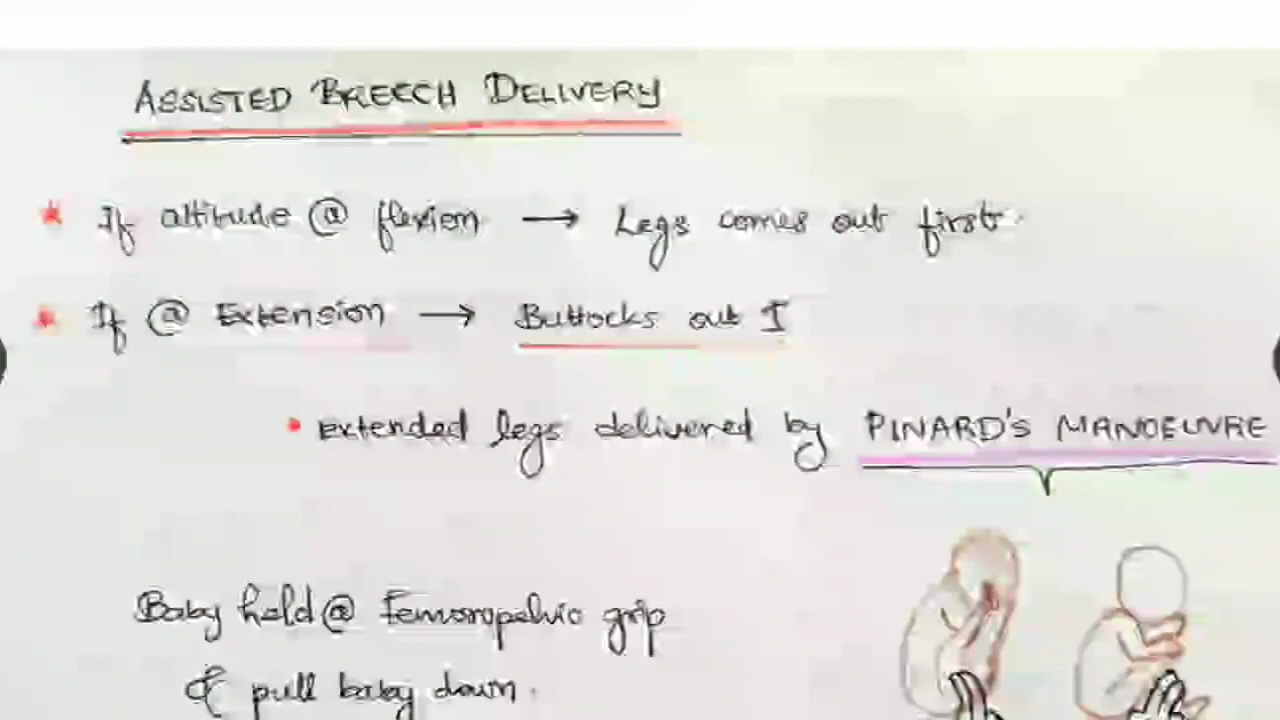 ASSISTED BREECH DELIVERY
* If attitude @ flexion → Legs comes out first.
* If @ Extension → Buttocks out I
• extended legs delivered by PINARD'S MANOEUVRE
Baby held @ Femoropelvic grip
& pull baby down.